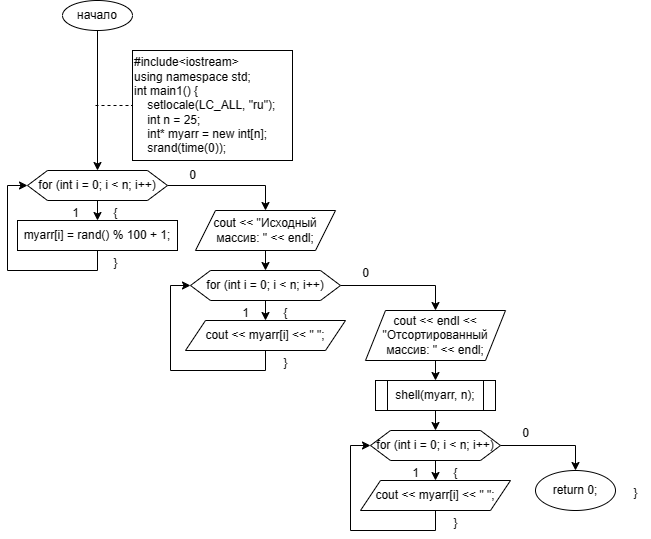 начало
#include<iostream>
using namespace std;
int main1() {
setlocale(LC_ALL, "ru");
int n = 25;
int* myarr = new int[n];
srand(time(0));
for (int i = 0; i < n; i++)
0
1
{
myarr[i] = rand() % 100 + 1;
}
cout << "Исходный
массив: " << endl;
for (int i = 0; i < n; i++)
0
1
{
cout << myarr[i] << " ";
}
cout << endl <<
"Отсортированный
массив: " << endl;
shell(myarr, n);
for (int i = 0; i < n; i++)
0
1
{
cout << myarr[i] << " ";
}
return 0;
}